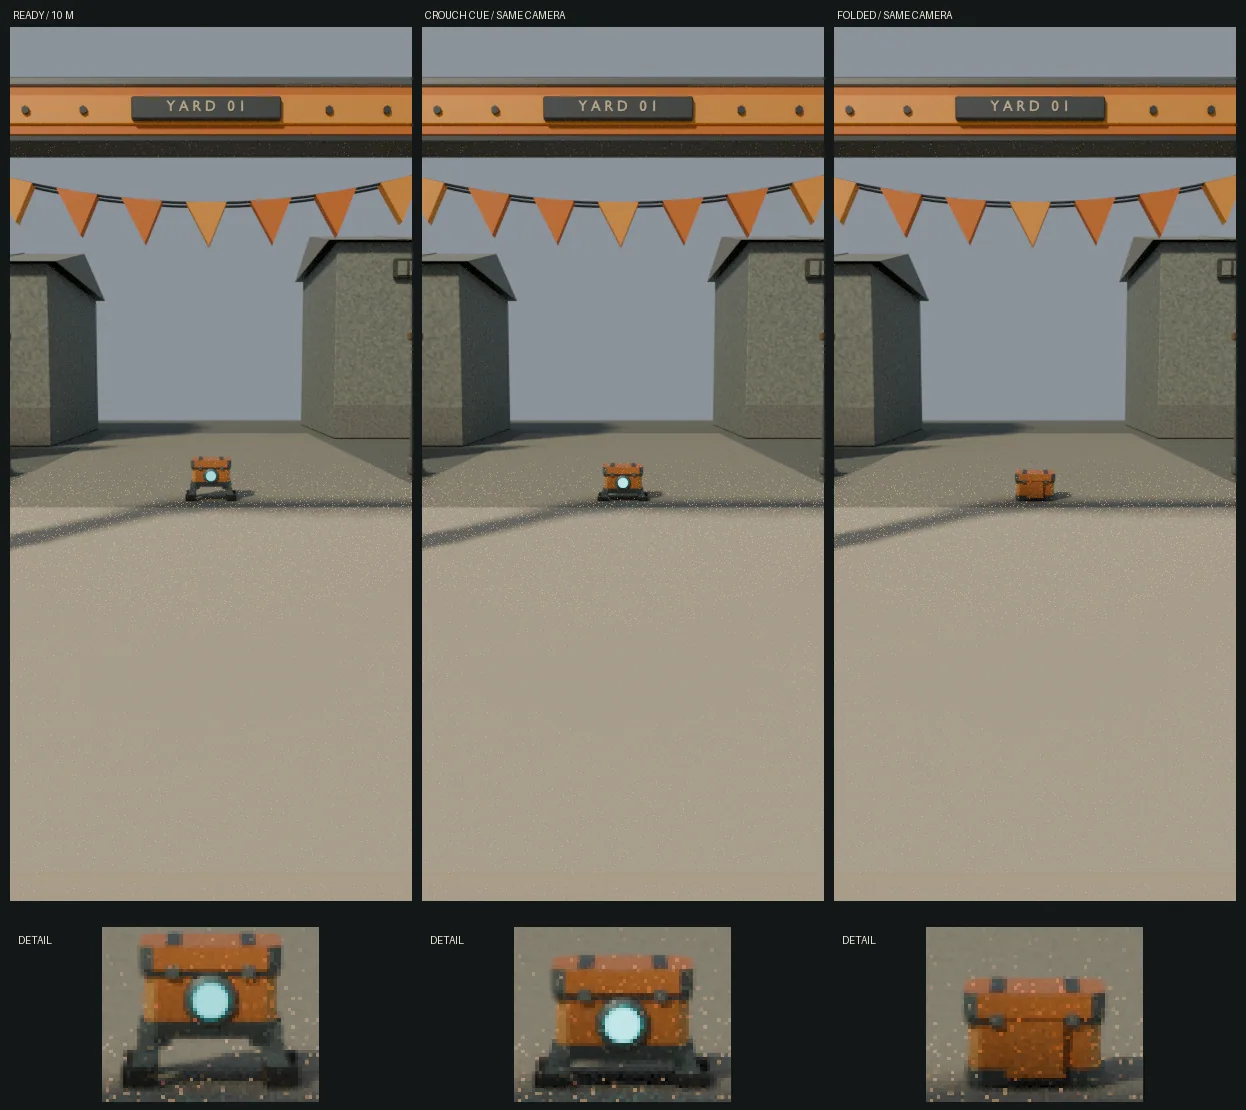 READY / 10 M
CROUCH CUE / SAME CAMERA
FOLDED / SAME CAMERA
YARD 01
YARD 01
YARD 01
DETAIL
DETAIL
DETAIL